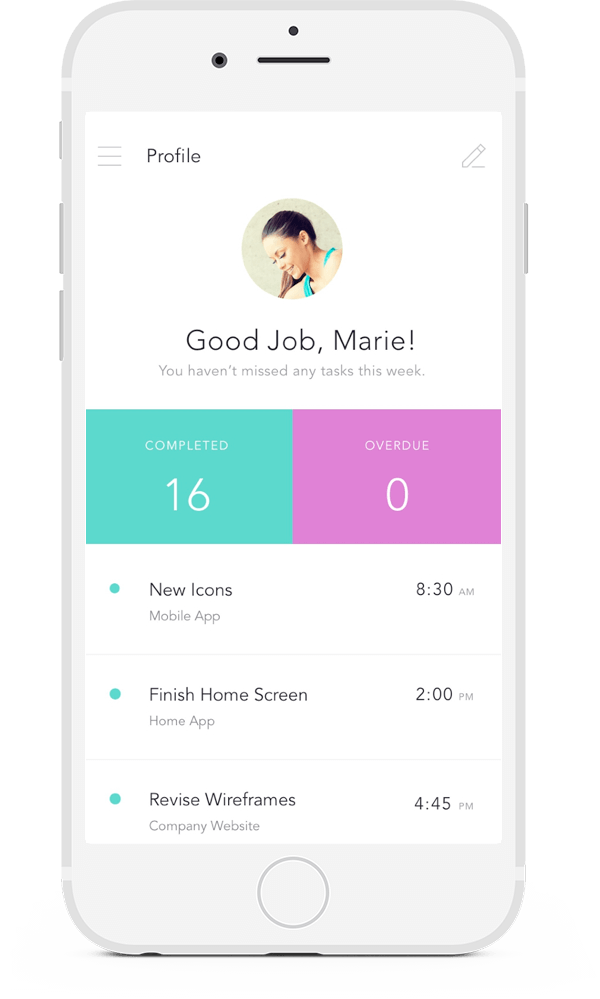 Profile
Good Job, Marie!
You haven't missed any tasks this week.
COMPLETED
OVERDUE
16
0
New Icons
8:30 AM
Mobile App
Finish Home Screen
2:00 PM
Home App
Revise Wireframes
4:45 PM
Company Website